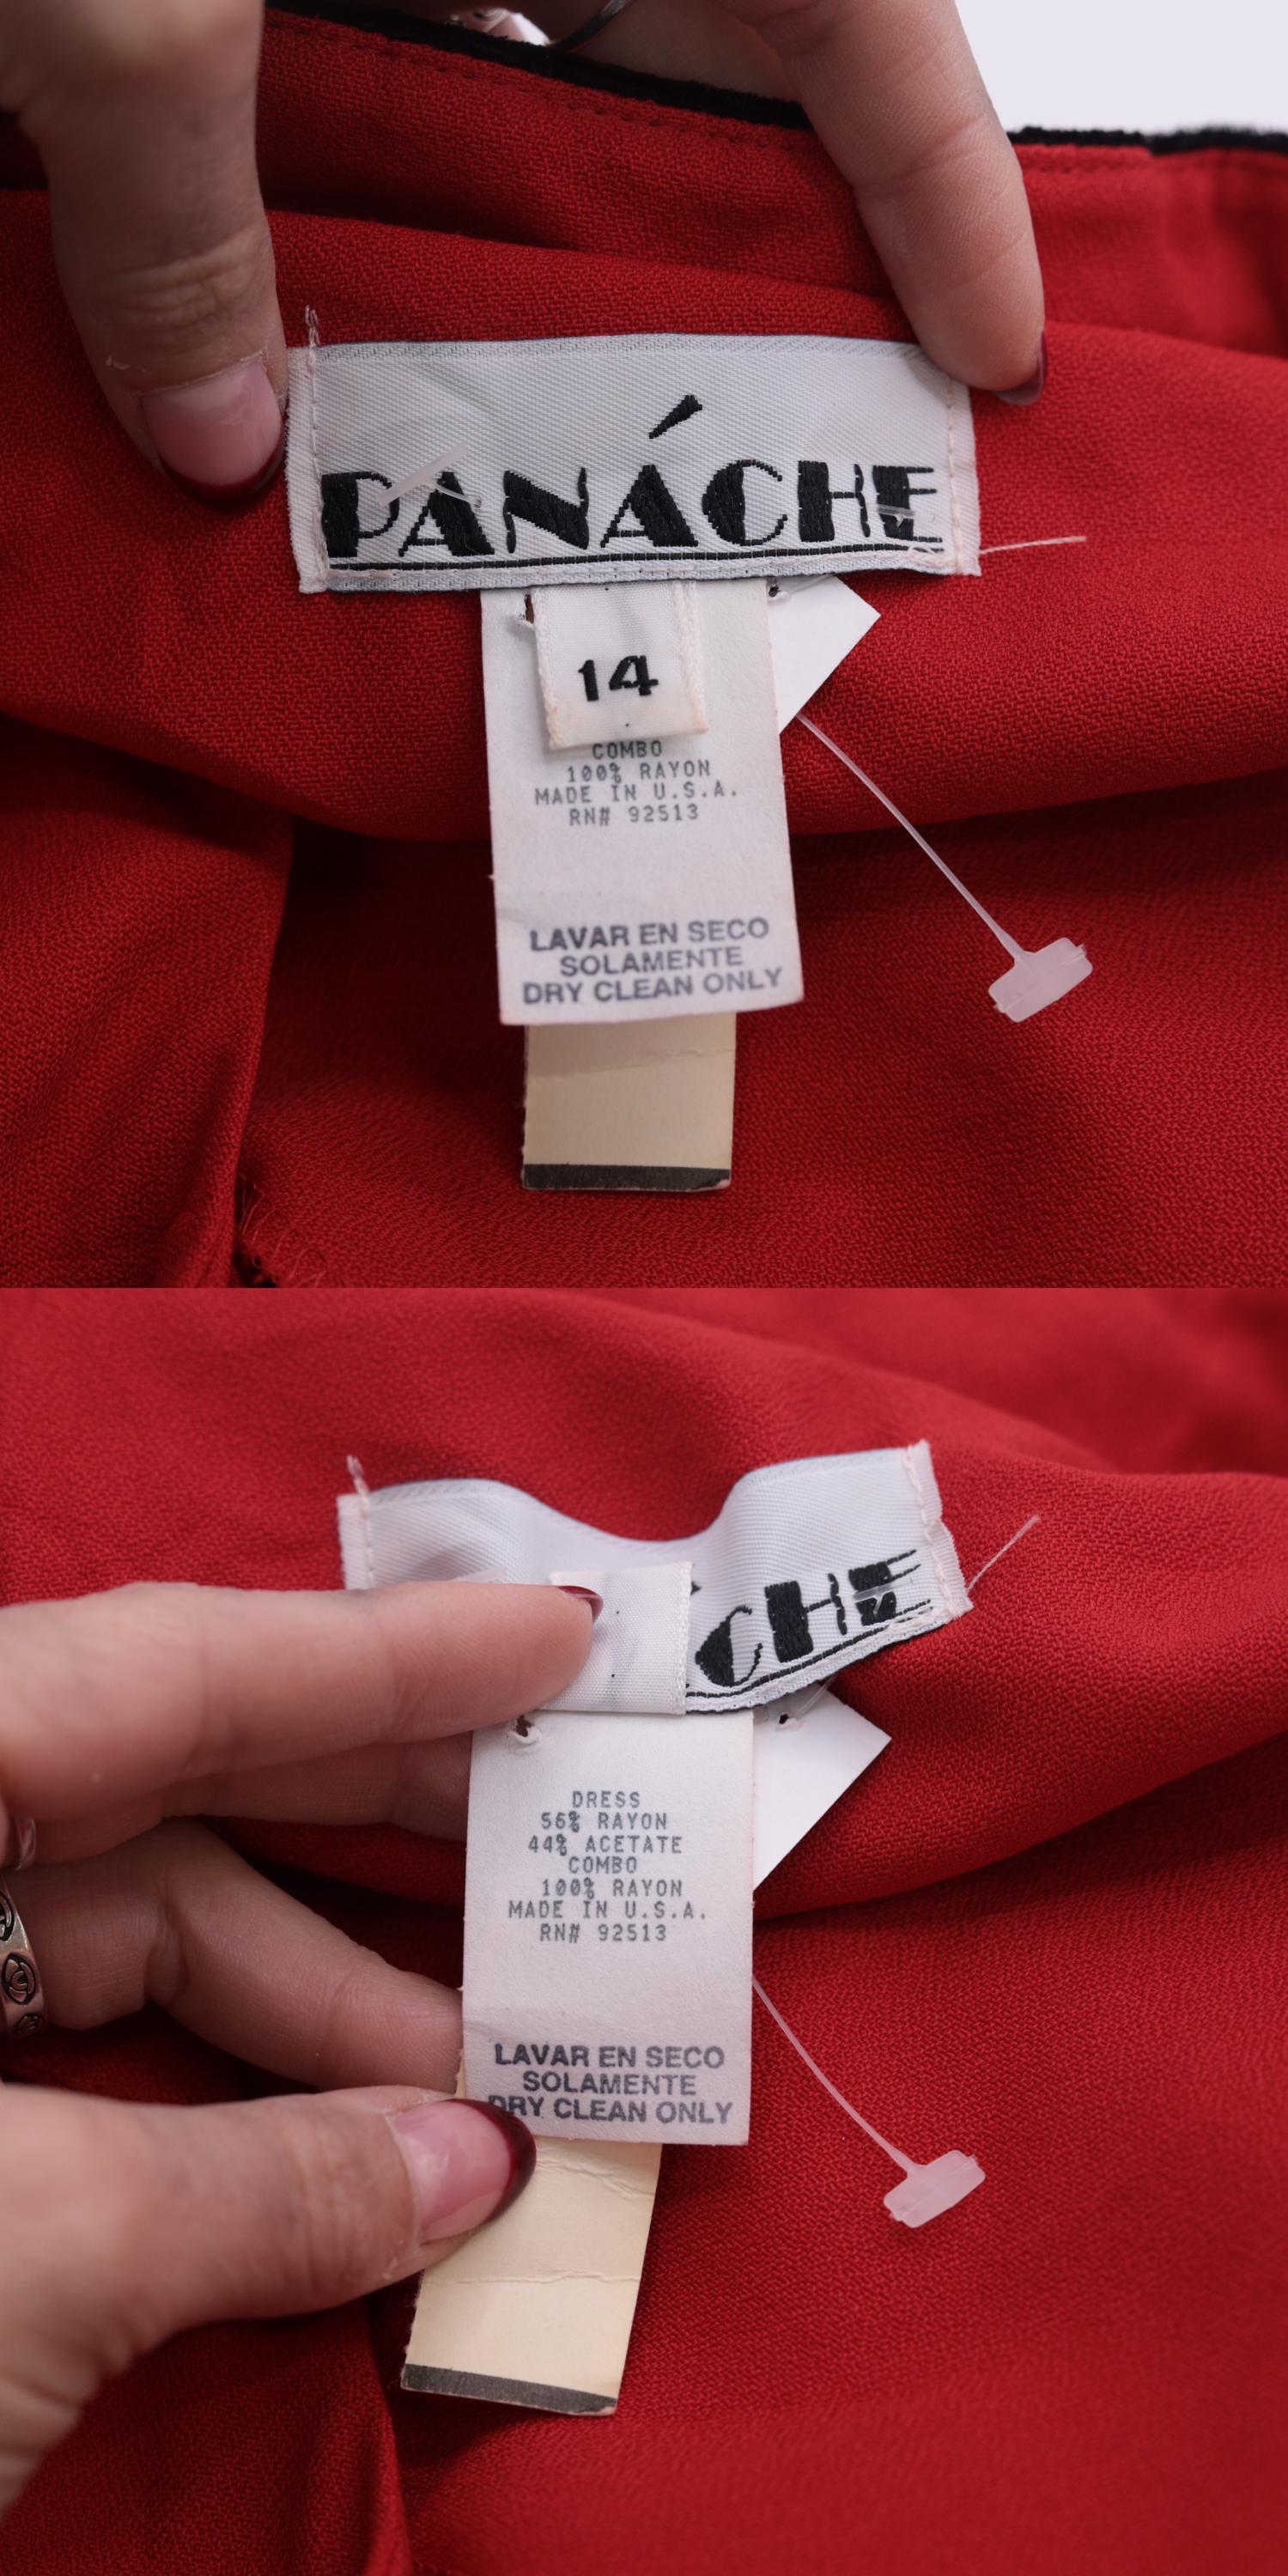 PANÁCHE
14
COMBO
100% RAYON
MADE IN U.S.A.
RN# 92513
LAVAR EN SECO
SOLAMENTE
DRY CLEAN ONLY
CHE
DRESS
56% RAYON
44% ACETATE
COMBO
100% RAYON
MADE IN U.S.A.
RN# 92513
LAVAR EN SECO
SOLAMENTE
DRY CLEAN ONLY